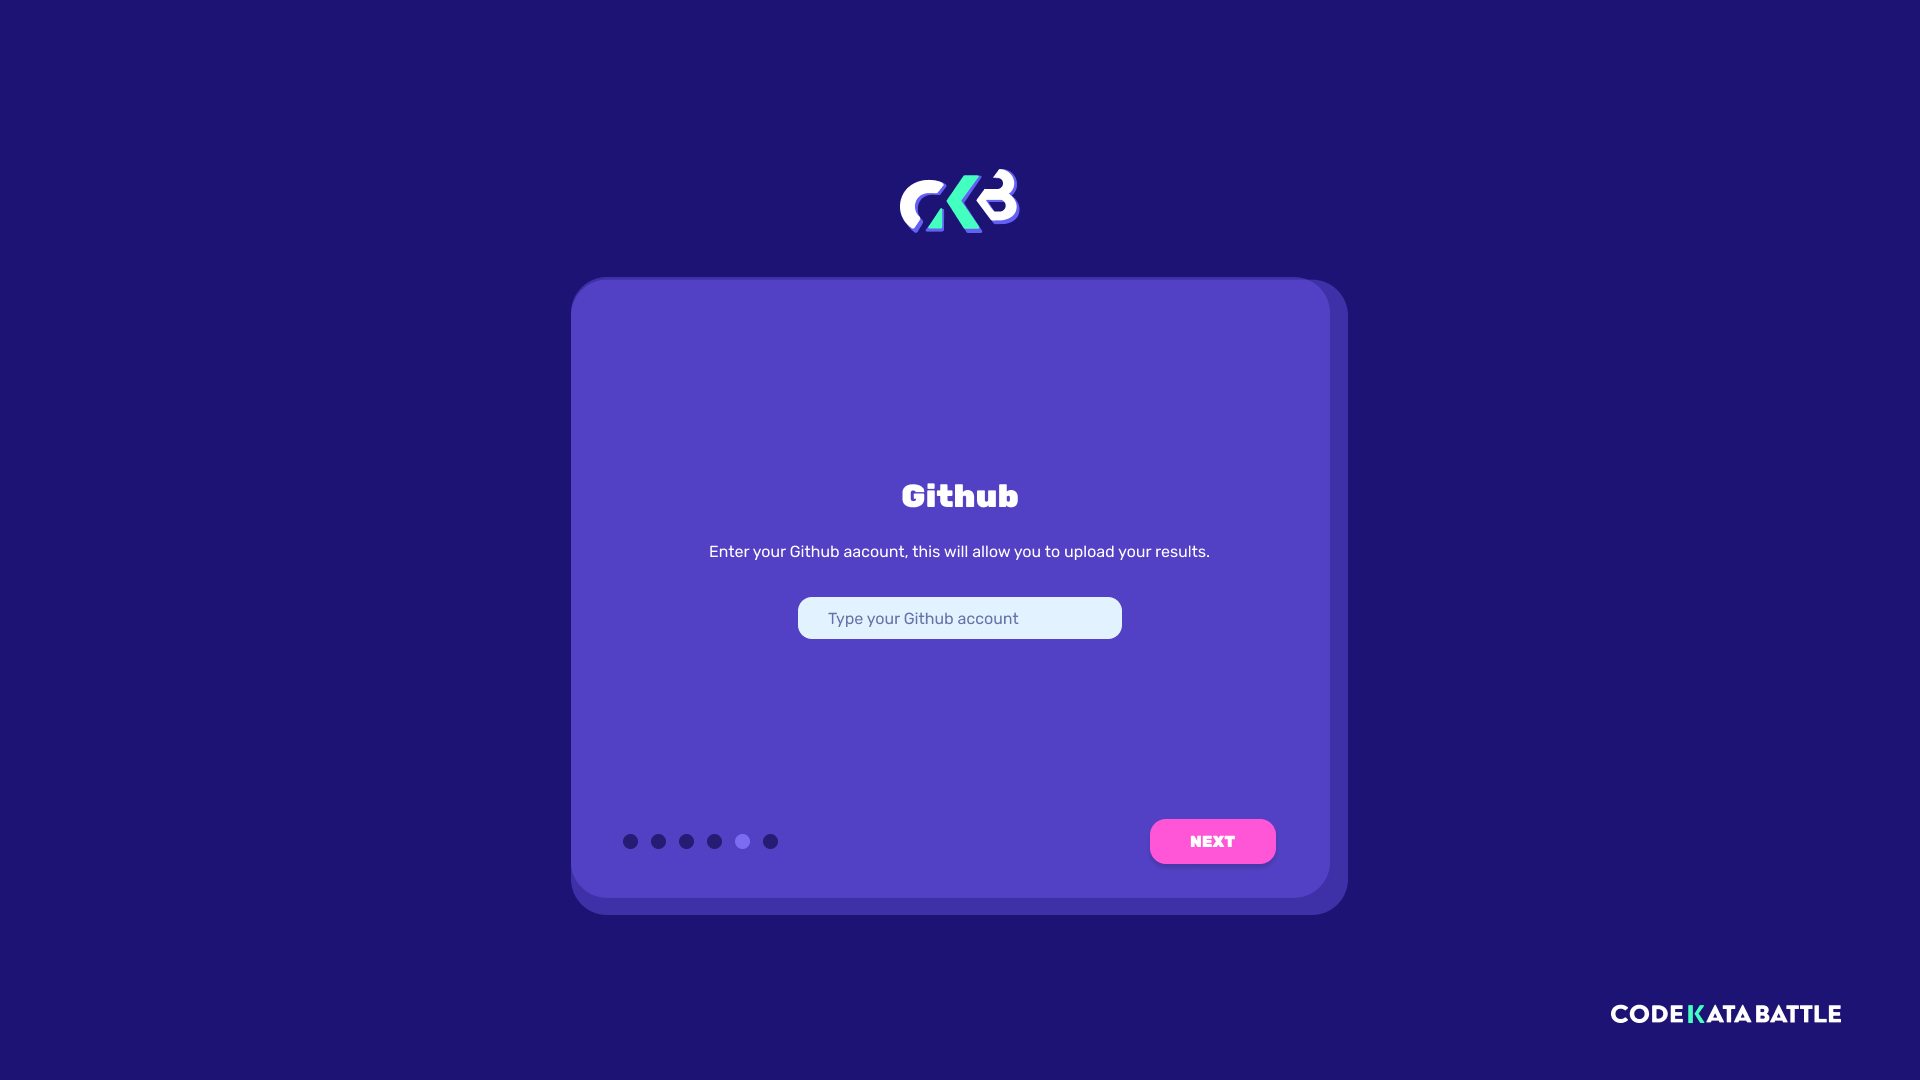 CKB
Github
Enter your Github aacount, this will allow you to upload your results.
Type your Github account
NEXT
CODE KATA BATTLE